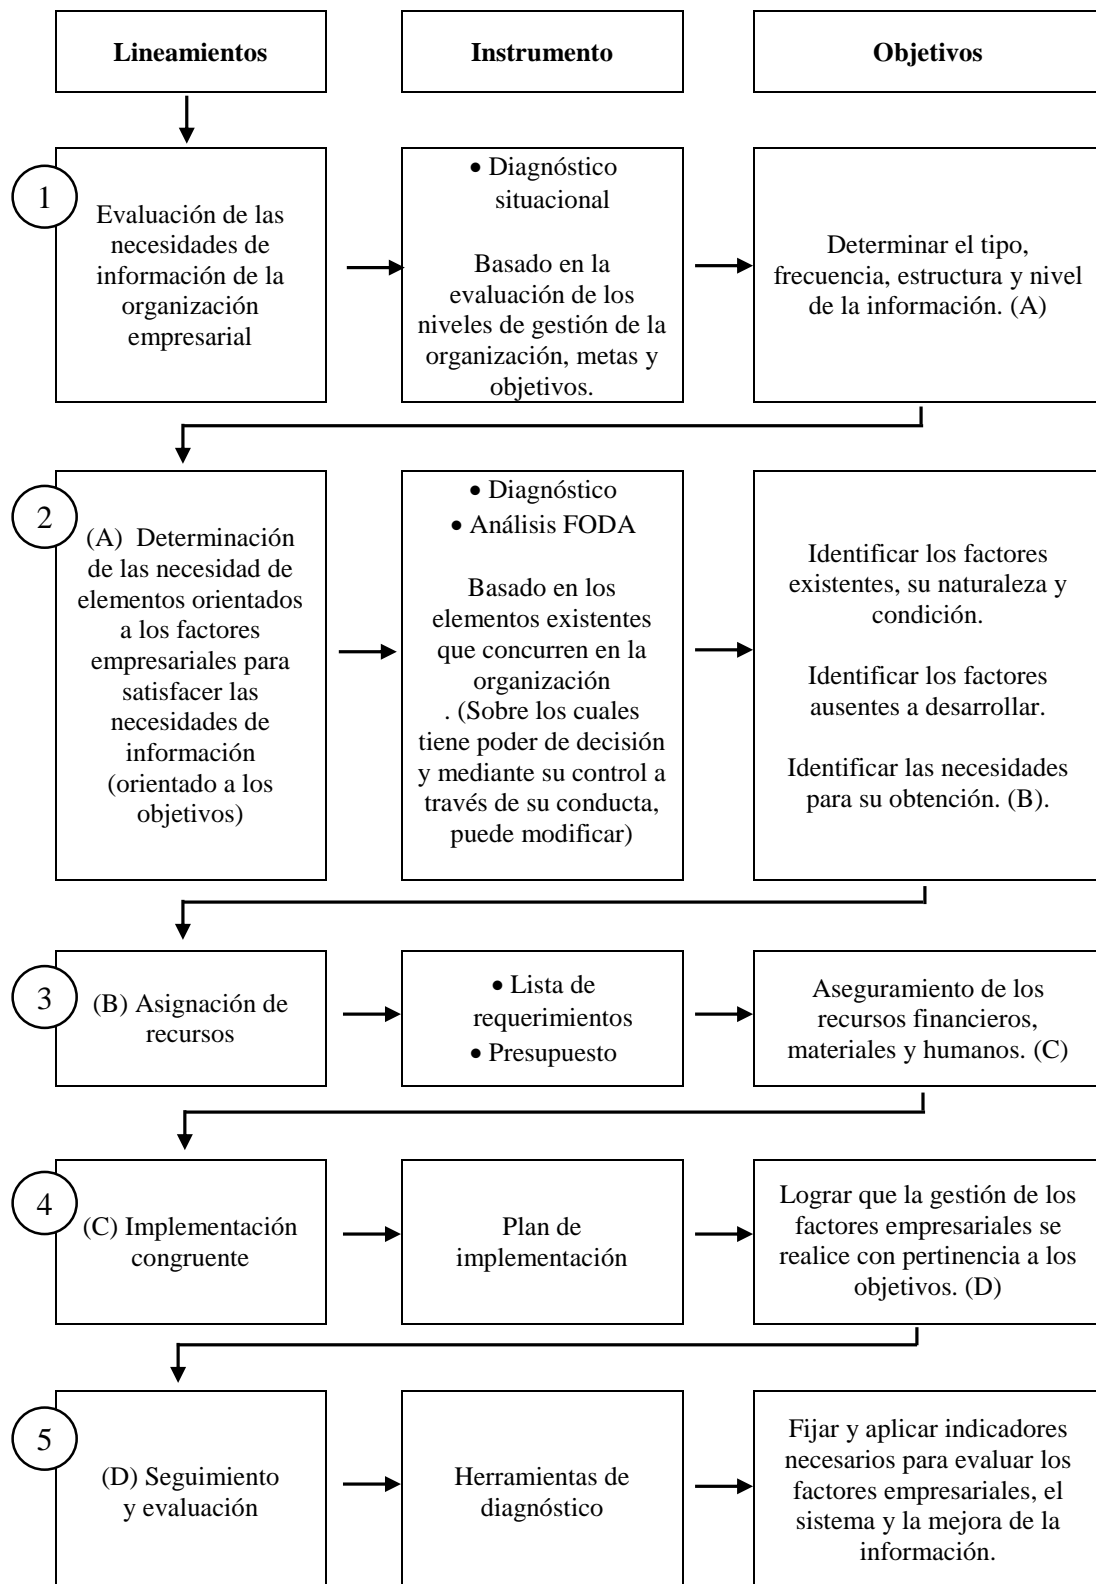 Lineamientos
Instrumento
Objetivos
1
Evaluación de las
necesidades de
información de la
organización
empresarial
• Diagnóstico
situacional
Basado en la
evaluación de los
niveles de gestión de la
organización, metas y
objetivos.
Determinar el tipo,
frecuencia, estructura y nivel
de la información. (A)
2
(A) Determinación
de las necesidad de
elementos orientados
a los factores
empresariales para
satisfacer las
necesidades de
información
(orientado a los
objetivos)
• Diagnóstico
• Análisis FODA
Basado en los
elementos existentes
que concurren en la
organización
. (Sobre los cuales
tiene poder de decisión
y mediante su control a
través de su conducta,
puede modificar)
Identificar los factores
existentes, su naturaleza y
condición.
Identificar los factores
ausentes a desarrollar.
Identificar las necesidades
para su obtención. (B).
3
(B) Asignación de
recursos
• Lista de
requerimientos
• Presupuesto
Aseguramiento de los
recursos financieros,
materiales y humanos. (C)
4
(C) Implementación
congruente
Plan de
implementación
Lograr que la gestión de los
factores empresariales se
realice con pertinencia a los
objetivos. (D)
5
(D) Seguimiento
y evaluación
Herramientas de
diagnóstico
Fijar y aplicar indicadores
necesarios para evaluar los
factores empresariales, el
sistema y la mejora de la
información.